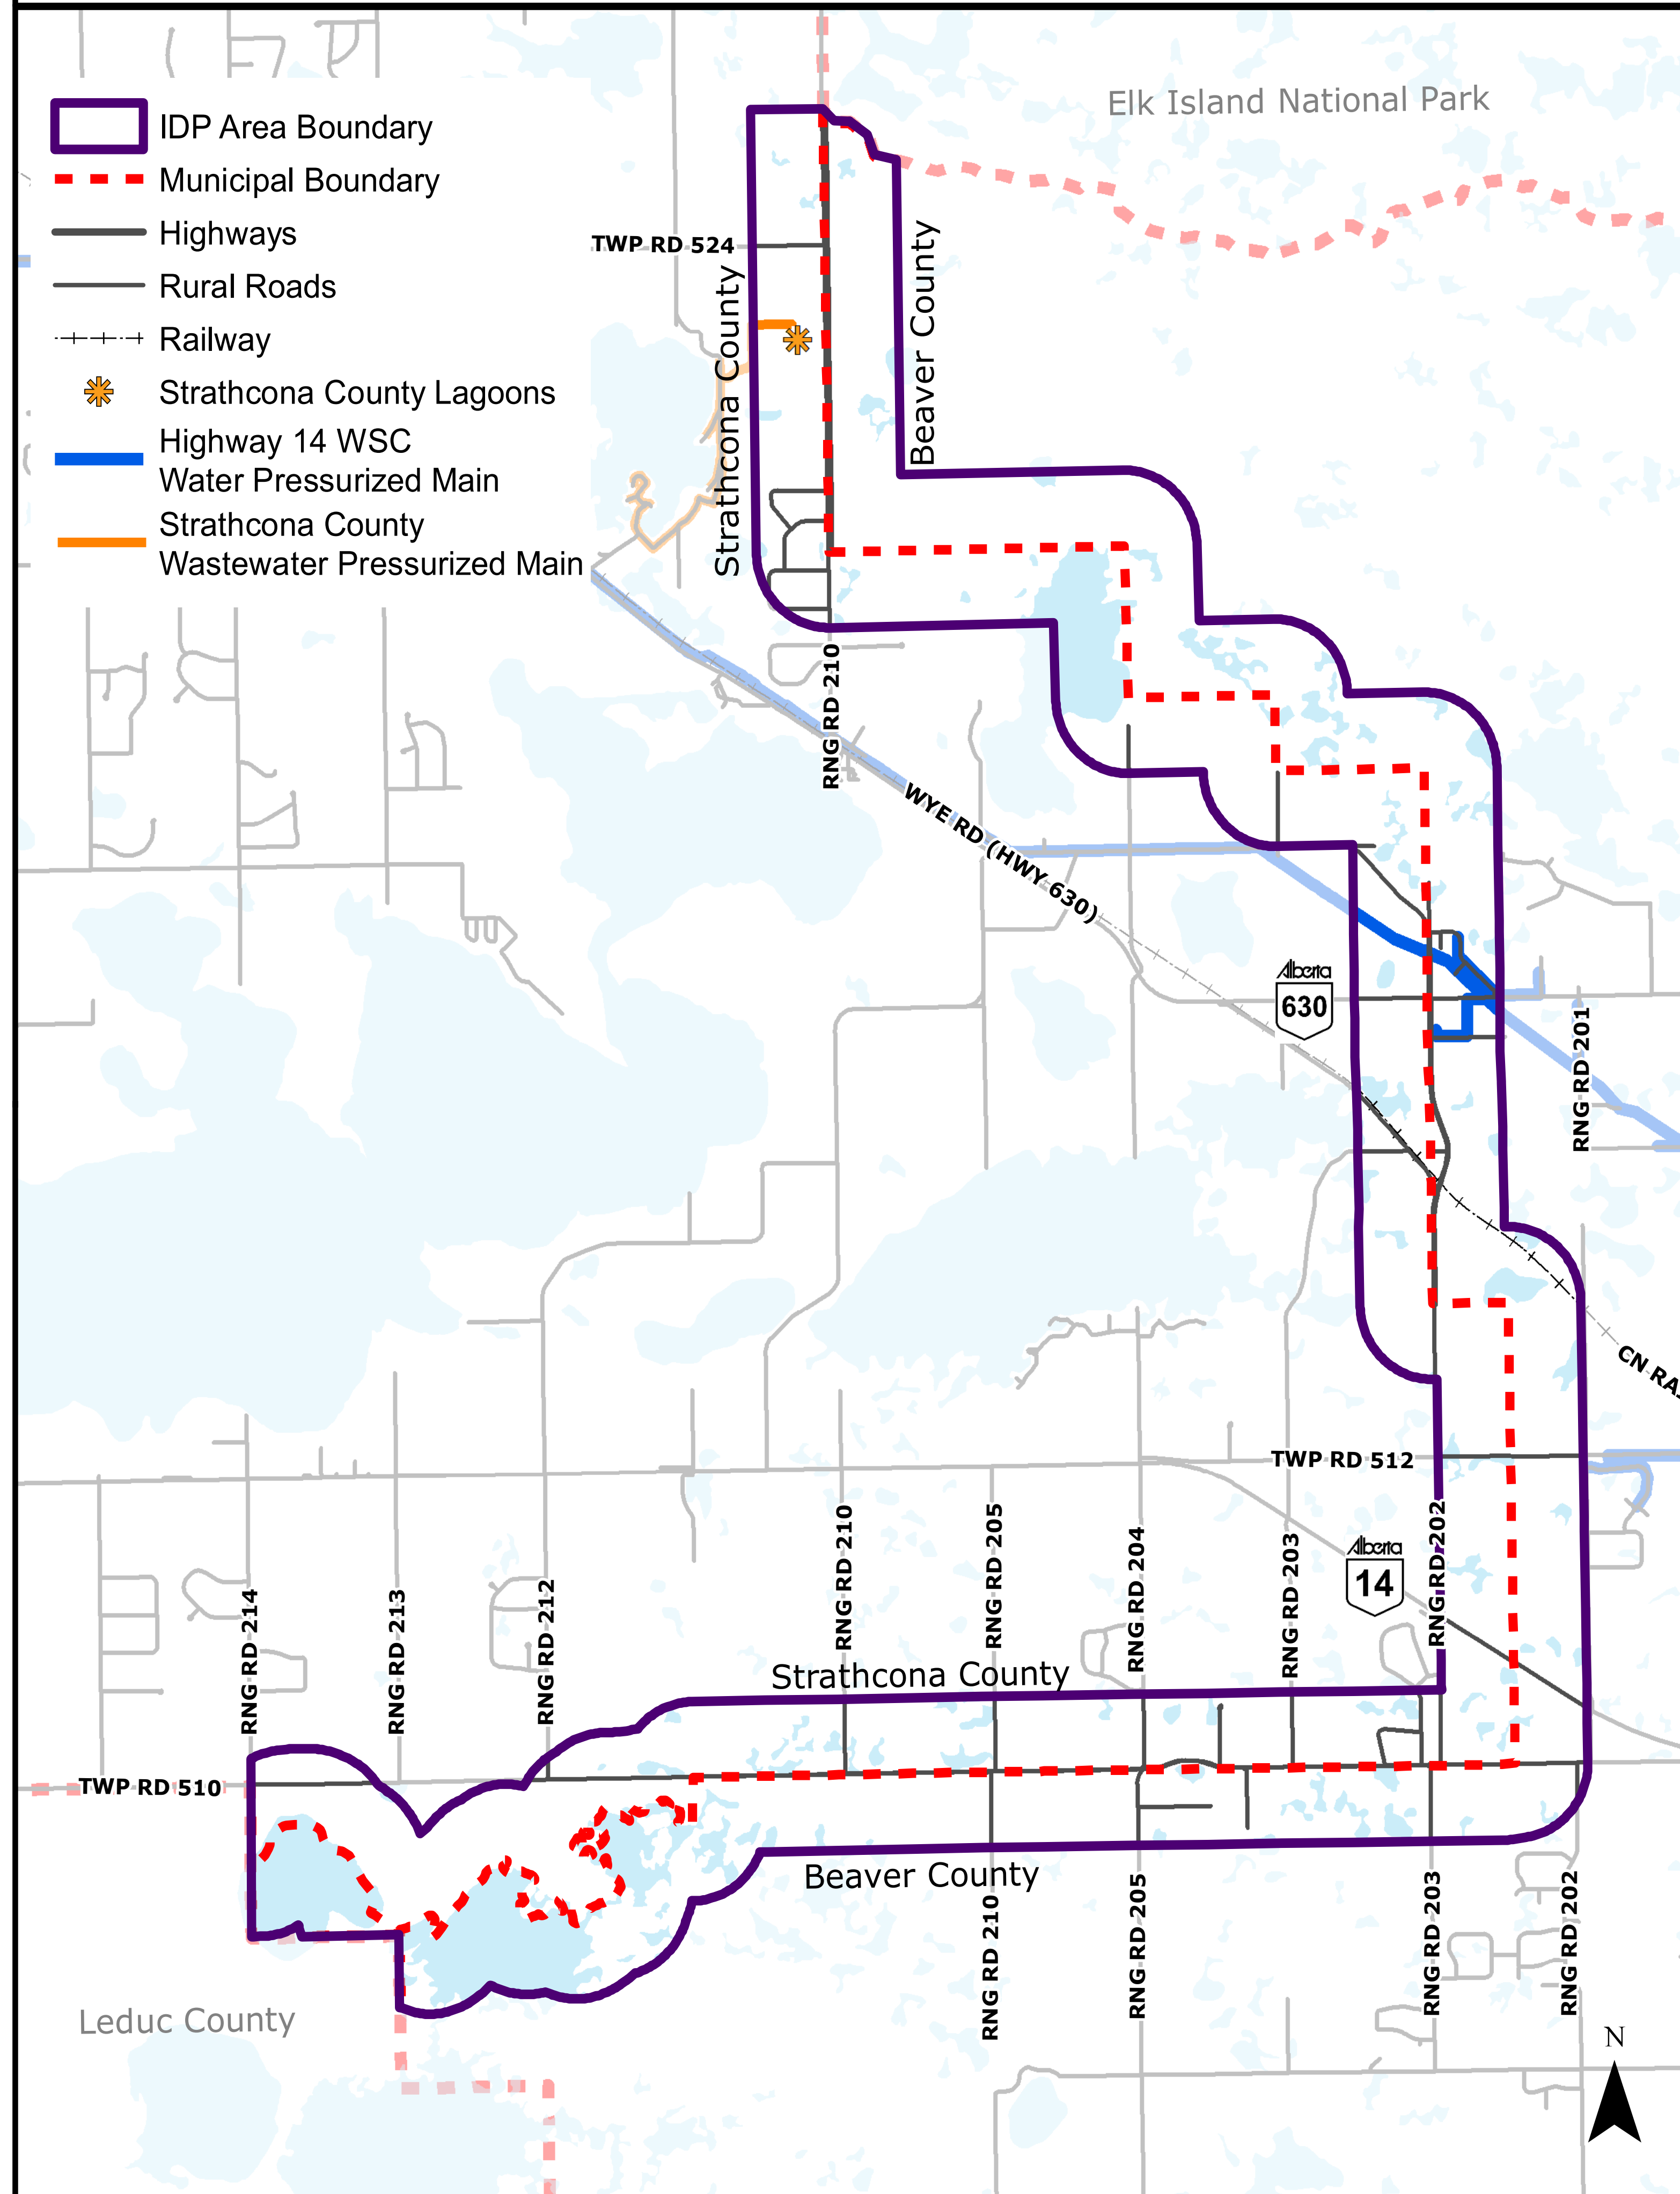 Elk Island National Park
IDP Area Boundary
Municipal Boundary
Highways
Rural Roads
Railway
Strathcona County Lagoons
Highway 14 WSC
Water Pressurized Main
Strathcona County
Wastewater Pressurized Main
TWP RD 524
Strathcona County
Beaver County
RNG RD 210
WYE RD (HWY 630)
Alberta
630
RNG RD 201
CN RA
TWP RD 512
Alberta
14
RNG RD 214
RNG RD 213
RNG RD 212
RNG RD 210
RNG RD 205
RNG RD 204
RNG RD 203
RNG RD 202
Strathcona County
TWP RD 510
Beaver County
RNG RD 210
RNG RD 205
RNG RD 203
RNG RD 202
Leduc County
N